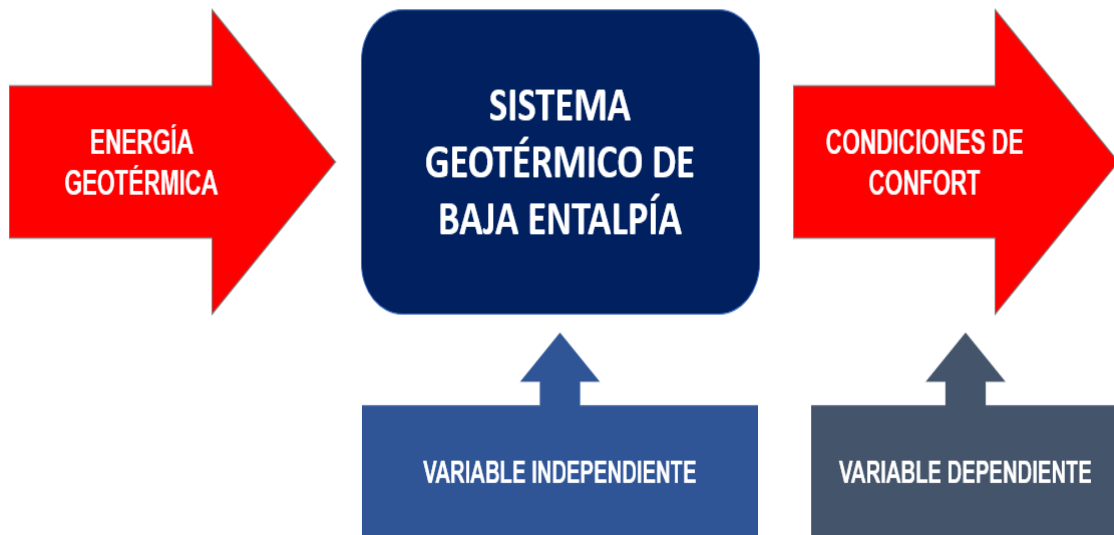 ENERGÍA
GEOTÉRMICA
SISTEMA
GEOTÉRMICO DE
BAJA ENTALPÍA
CONDICIONES DE
CONFORT
VARIABLE INDEPENDIENTE
VARIABLE DEPENDIENTE